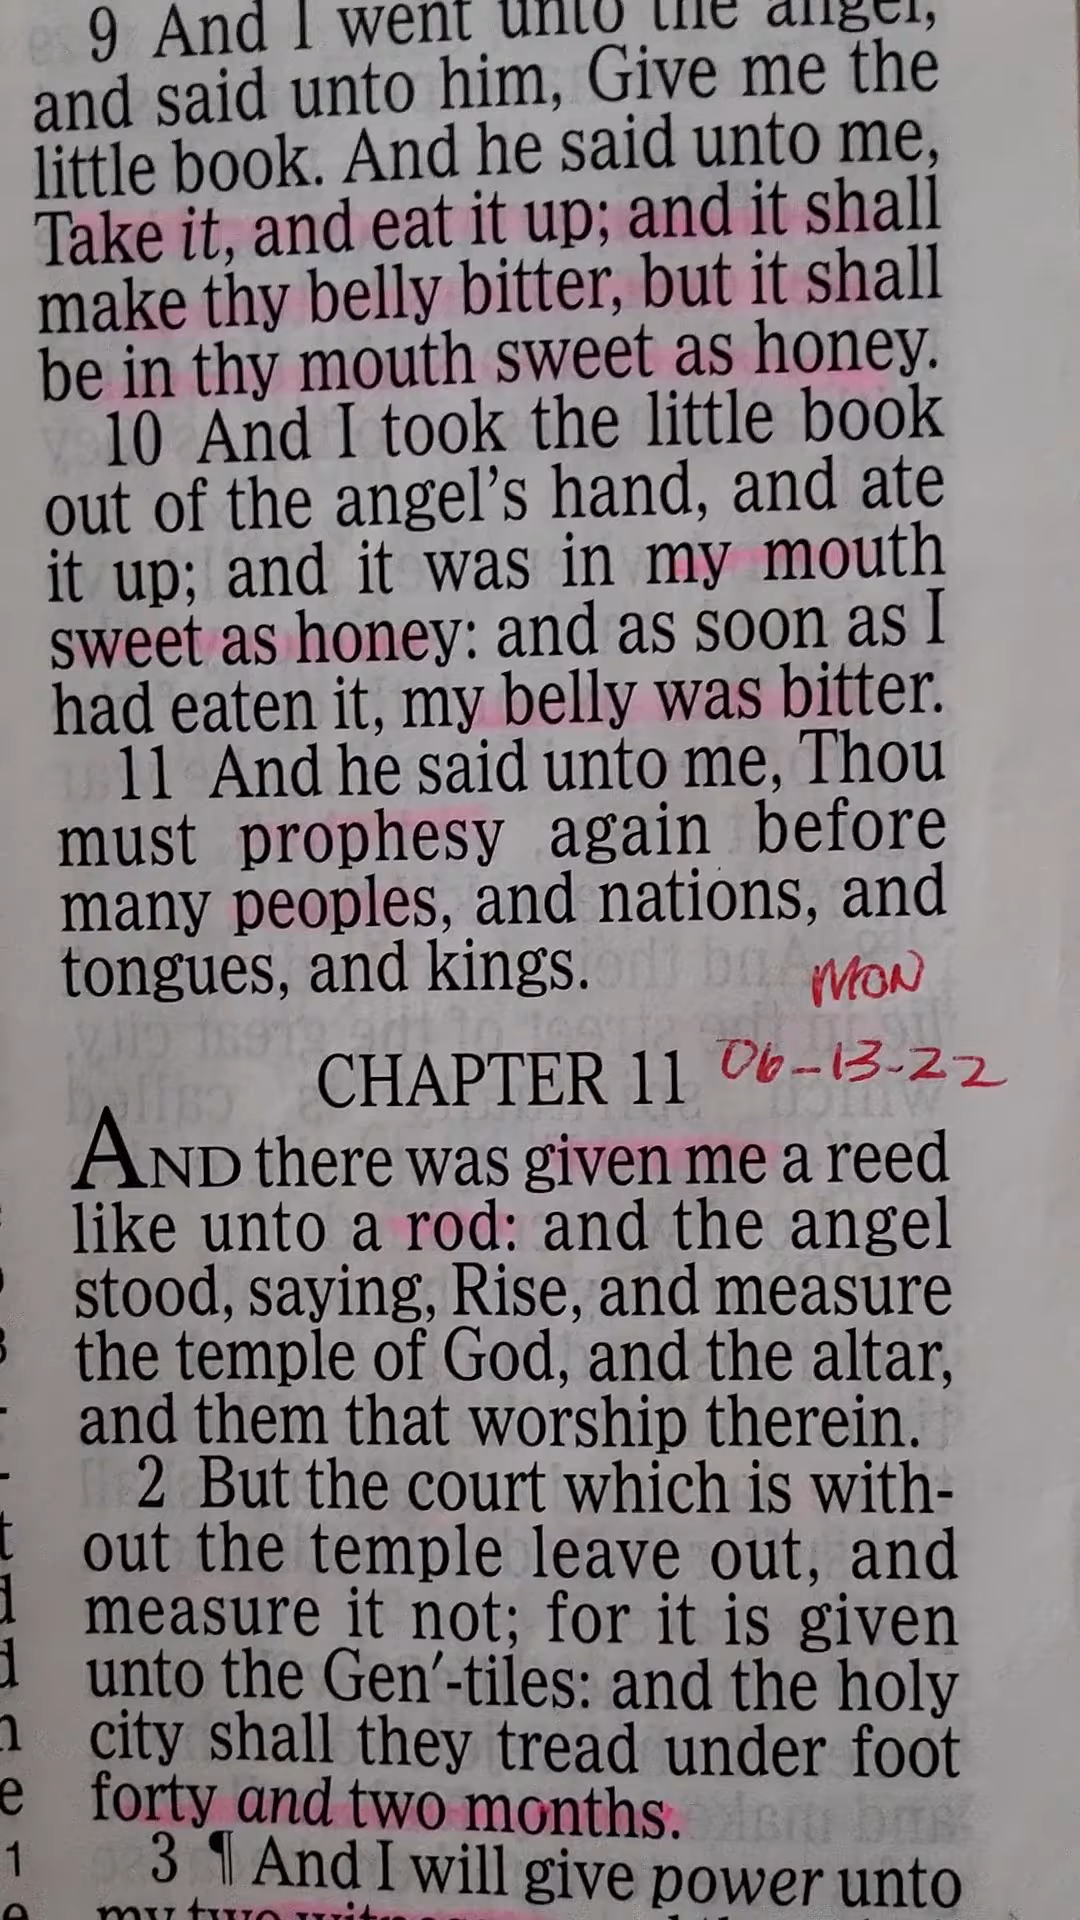 9 And I went unto the angel,
and said unto him, Give me the
little book. And he said unto me,
Take it, and eat it up; and it shall
make thy belly bitter, but it shall
be in thy mouth sweet as honey.
10 And I took the little book
out of the angel’s hand, and ate
it up; and it was in my mouth
sweet as honey: and as soon as I
had eaten it, my belly was bitter.
11 And he said unto me, Thou
must prophesy again before
many peoples, and nations, and
tongues, and kings.
MON
CHAPTER 11 06-13-22
AND there was given me a reed
like unto a rod: and the angel
stood, saying, Rise, and measure
the temple of God, and the altar,
and them that worship therein.
2 But the court which is with-
out the temple leave out, and
measure it not; for it is given
unto the Gen′-tiles: and the holy
city shall they tread under foot
forty and two months.
3 ¶ And I will give power unto
my two